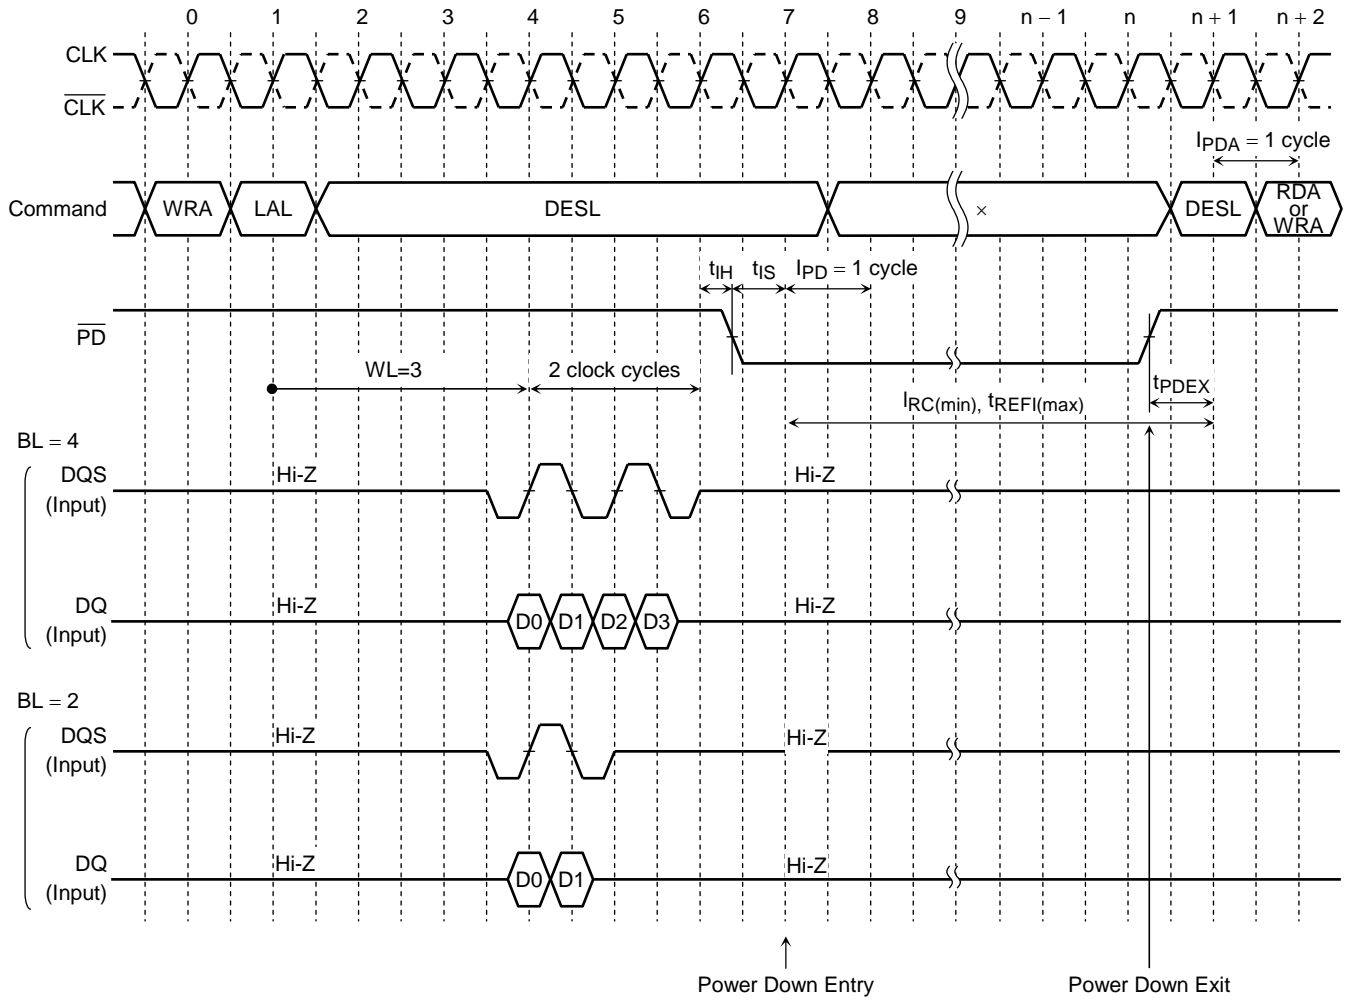 0 1 2 3 4 5 6 7 8 9 n − 1 n n + 1 n + 2
CLK
CLK
IPDA = 1 cycle
Command WRA LAL DESL × DESL RDA or WRA
tIH tIS IPD = 1 cycle
PD
WL=3 2 clock cycles
tPDEX
IRC(min), tREFI(max)
BL = 4
DQS Hi-Z Hi-Z
(Input)
DQ Hi-Z D0 D1 D2 D3 Hi-Z
(Input)
BL = 2
DQS Hi-Z Hi-Z
(Input)
DQ Hi-Z D0 D1 Hi-Z
(Input)
Power Down Entry Power Down Exit